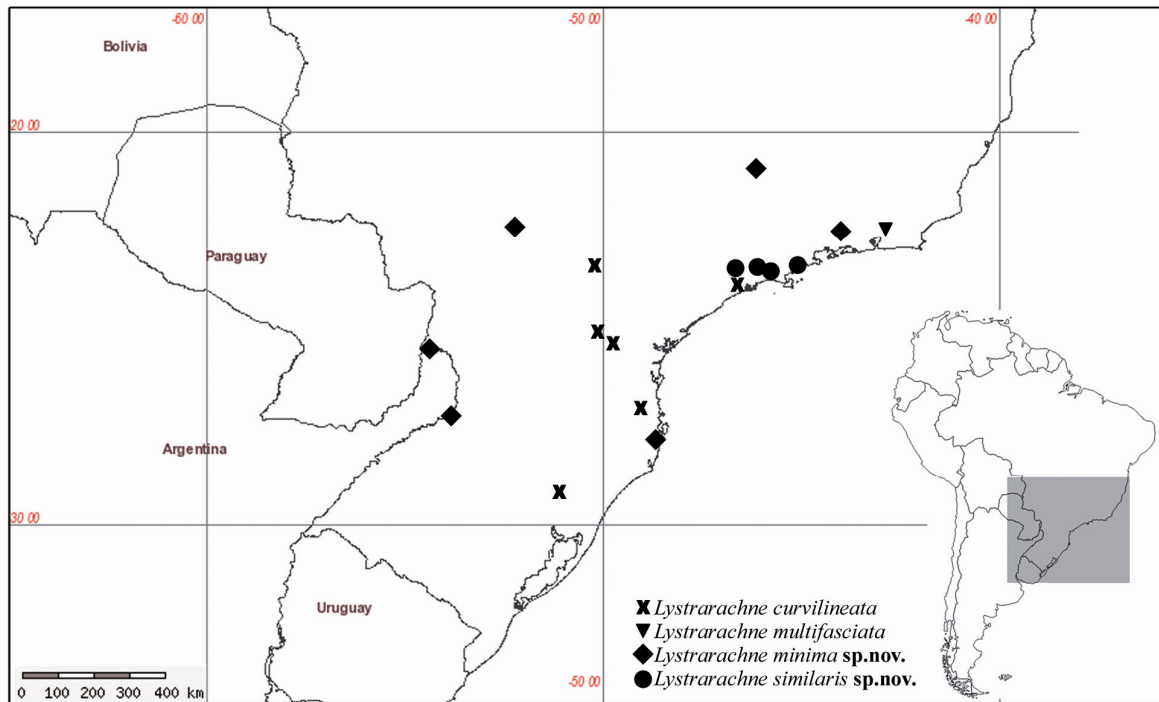 -60 00
-50 00
-40 00
Bolivia
20 00
Paraguay
Argentina
30 00
Uruguay
Lystrarachne curvilineata
Lystrarachne multifasciata
Lystrarachne minima sp.nov.
Lystrarachne similaris sp.nov.
0 100 200 300 400 km
-50 00